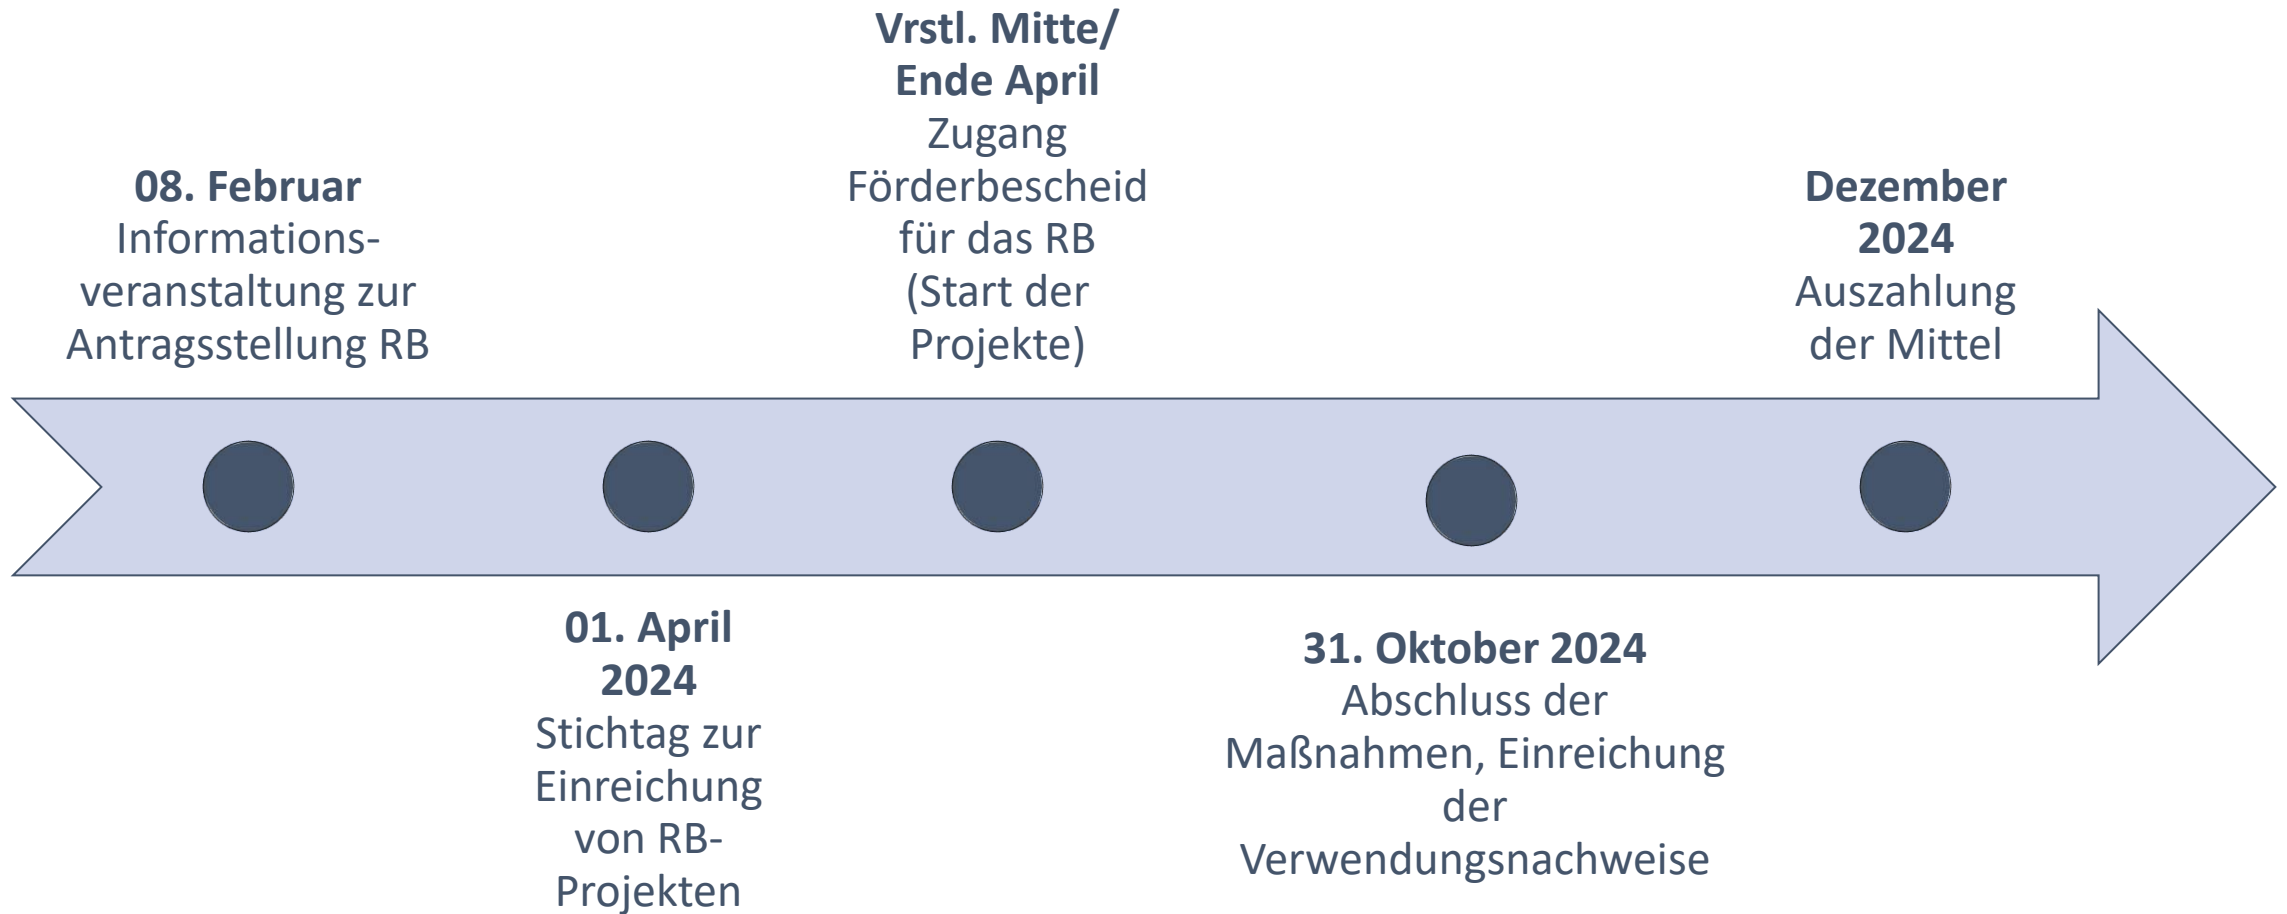 08. Februar
Informations-
veranstaltung zur
Antragsstellung RB
01. April
2024
Stichtag zur
Einreichung
von RB-
Projekten
Vrstl. Mitte/
Ende April
Zugang
Förderbescheid
für das RB
(Start der
Projekte)
31. Oktober 2024
Abschluss der
Maßnahmen, Einreichung
der
Verwendungsnachweise
Dezember
2024
Auszahlung
der Mittel